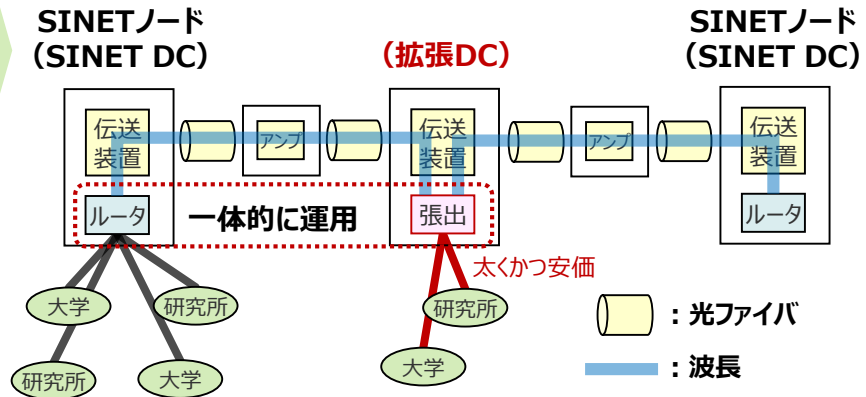 SINETノード
（SINET DC）
（拡張DC）
SINETノード
（SINET DC）
伝送
装置
アンプ
伝送
装置
アンプ
伝送
装置
ルータ
一体的に運用
張出
ルータ
太くかつ安価
大学
研究所
研究所
大学
研究所
大学
：光ファイバ
：波長